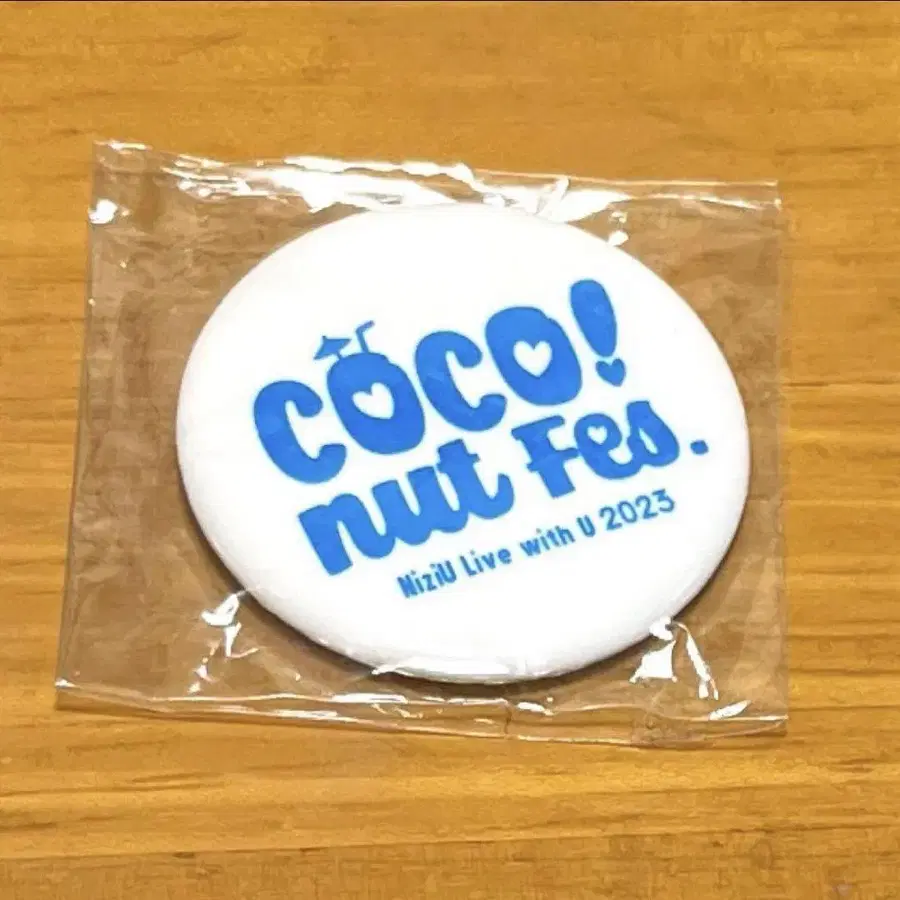 COCO!
nut Fes.
NiziU Live with U 2023